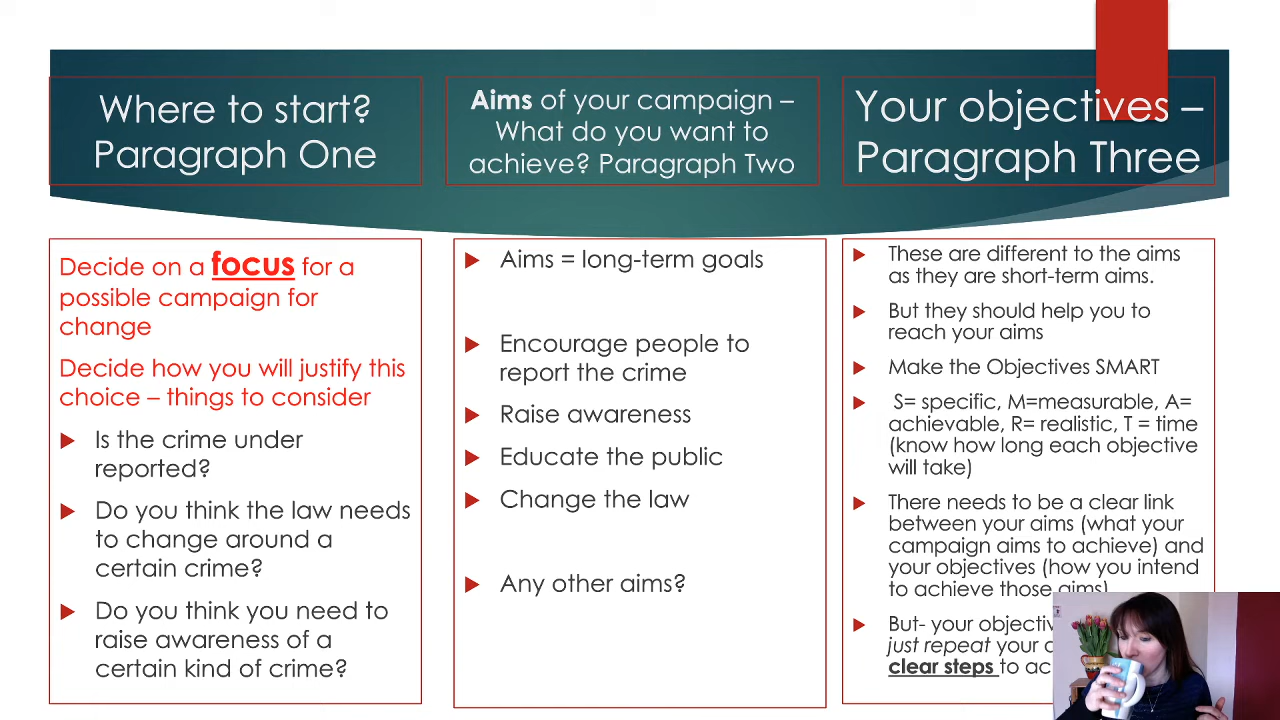 Where to start?
Paragraph One
Aims of your campaign –
What do you want to
achieve? Paragraph Two
Your objectives –
Paragraph Three
Decide on a focus for a
possible campaign for
change
Decide how you will justify this
choice – things to consider
Is the crime under
reported?
Do you think the law needs
to change around a
certain crime?
Do you think you need to
raise awareness of a
certain kind of crime?
Aims = long-term goals
Encourage people to
report the crime
Raise awareness
Educate the public
Change the law
Any other aims?
These are different to the aims
as they are short-term aims.
But they should help you to
reach your aims
Make the Objectives SMART
S= specific, M=measurable, A=
achievable, R= realistic, T = time
(know how long each objective
will take)
There needs to be a clear link
between your aims (what your
campaign aims to achieve) and
your objectives (how you intend
to achieve those aims)
But- your
just repeat your
clear steps to